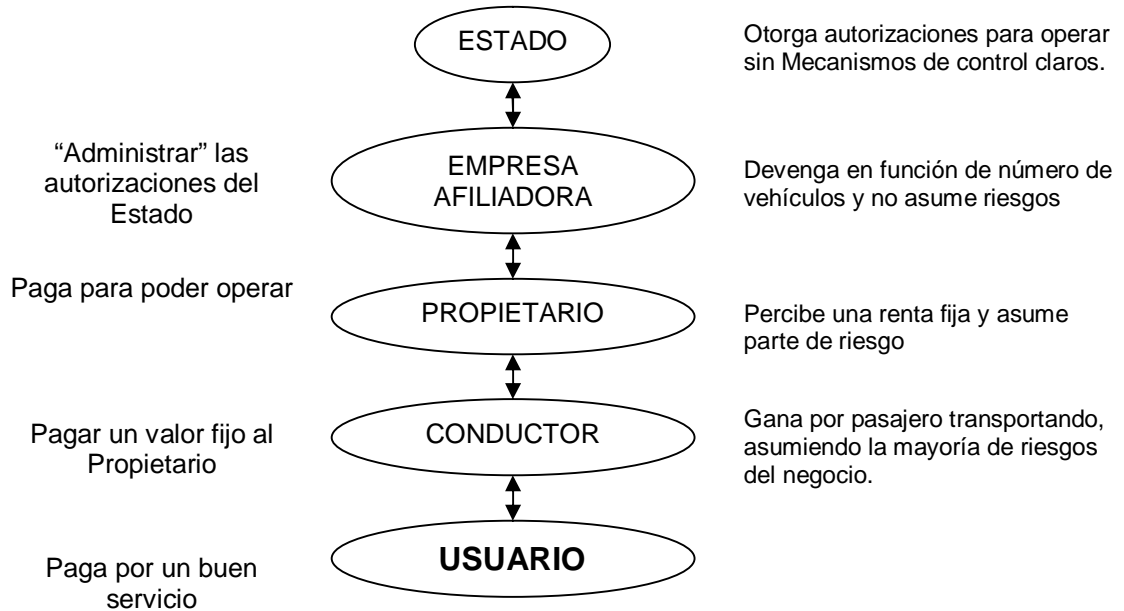 ESTADO
Otorga autorizaciones para operar
sin Mecanismos de control claros.
“Administrar” las
autorizaciones del
Estado
EMPRESA
AFILIADORA
Devenga en función de número de
vehículos y no asume riesgos
Paga para poder operar
PROPIETARIO
Percibe una renta fija y asume
parte de riesgo
Pagar un valor fijo al
Propietario
CONDUCTOR
Gana por pasajero transportando,
asumiendo la mayoría de riesgos
del negocio.
USUARIO
Paga por un buen
servicio